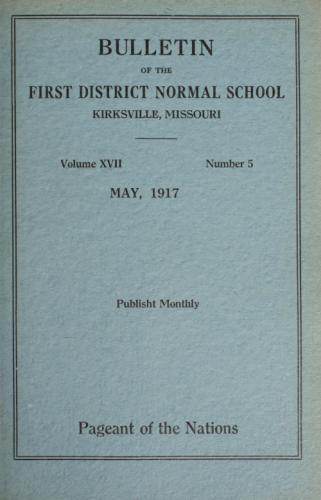 BULLETIN
OF THE
FIRST DISTRICT NORMAL SCHOOL
KIRKSVILLE, MISSOURI
Volume XVII Number 5
MAY, 1917
Publisht Monthly
Pageant of the Nations